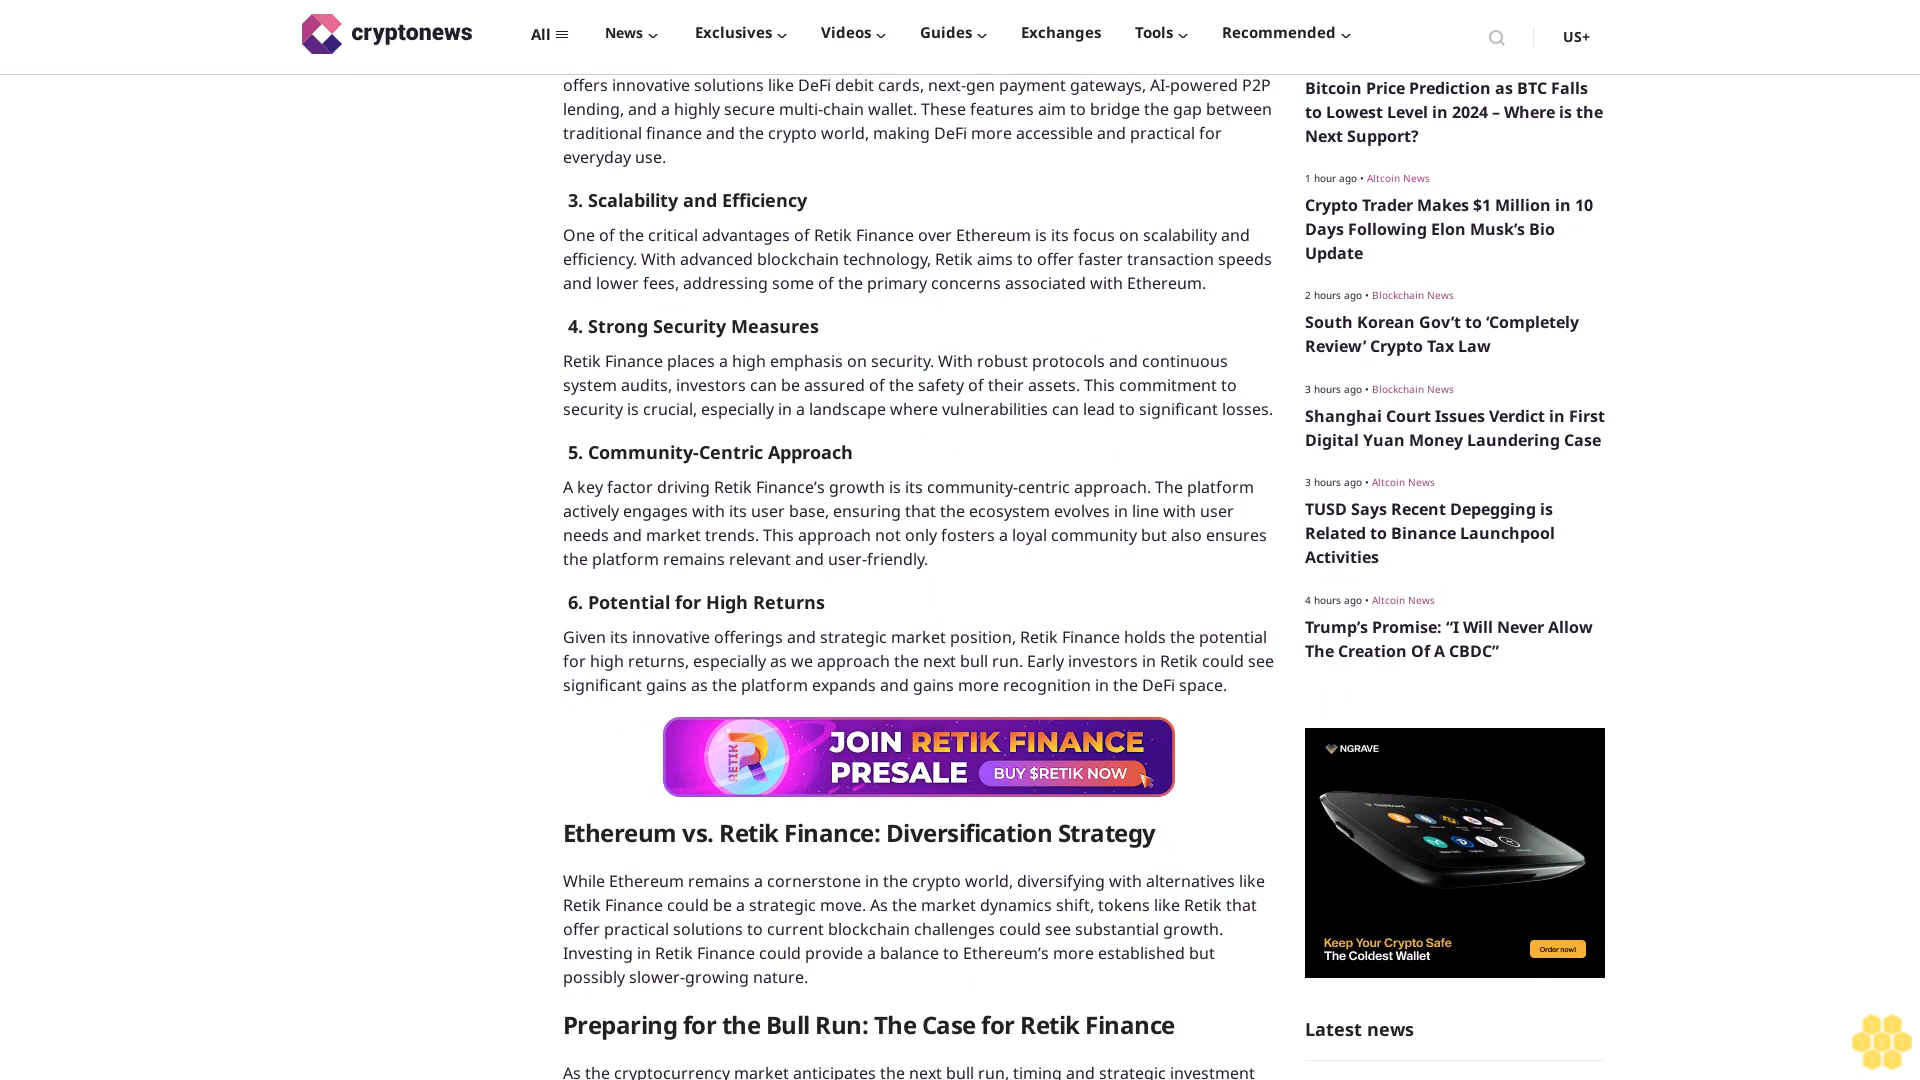 cryptonews
All
News
Exclusives
Videos
Guides
Exchanges
Tools
Recommended
US+
offers innovative solutions like DeFi debit cards, next-gen payment gateways, AI-powered P2P
lending, and a highly secure multi-chain wallet. These features aim to bridge the gap between
traditional finance and the crypto world, making DeFi more accessible and practical for
everyday use.
3. Scalability and Efficiency
One of the critical advantages of Retik Finance over Ethereum is its focus on scalability and
efficiency. With advanced blockchain technology, Retik aims to offer faster transaction speeds
and lower fees, addressing some of the primary concerns associated with Ethereum.
4. Strong Security Measures
Retik Finance places a high emphasis on security. With robust protocols and continuous
system audits, investors can be assured of the safety of their assets. This commitment to
security is crucial, especially in a landscape where vulnerabilities can lead to significant losses.
5. Community-Centric Approach
A key factor driving Retik Finance’s growth is its community-centric approach. The platform
actively engages with its user base, ensuring that the ecosystem evolves in line with user
needs and market trends. This approach not only fosters a loyal community but also ensures
the platform remains relevant and user-friendly.
6. Potential for High Returns
Given its innovative offerings and strategic market position, Retik Finance holds the potential
for high returns, especially as we approach the next bull run. Early investors in Retik could see
significant gains as the platform expands and gains more recognition in the DeFi space.
RETIK
JOIN RETIK FINANCE
PRESALE BUY $RETIK NOW
Ethereum vs. Retik Finance: Diversification Strategy
While Ethereum remains a cornerstone in the crypto world, diversifying with alternatives like
Retik Finance could be a strategic move. As the market dynamics shift, tokens like Retik that
offer practical solutions to current blockchain challenges could see substantial growth.
Investing in Retik Finance could provide a balance to Ethereum’s more established but
possibly slower-growing nature.
Preparing for the Bull Run: The Case for Retik Finance
As the cryptocurrency market anticipates the next bull run, timing and strategic investment
Bitcoin Price Prediction as BTC Falls
to Lowest Level in 2024 – Where is the
Next Support?
1 hour ago • Altcoin News
Crypto Trader Makes $1 Million in 10
Days Following Elon Musk’s Bio
Update
2 hours ago • Blockchain News
South Korean Gov’t to ‘Completely
Review’ Crypto Tax Law
3 hours ago • Blockchain News
Shanghai Court Issues Verdict in First
Digital Yuan Money Laundering Case
3 hours ago • Altcoin News
TUSD Says Recent Depegging is
Related to Binance Launchpool
Activities
4 hours ago • Altcoin News
Trump’s Promise: “I Will Never Allow
The Creation Of A CBDC”
NGRAVE
Keep Your Crypto Safe
The Coldest Wallet
Order now!
Latest news